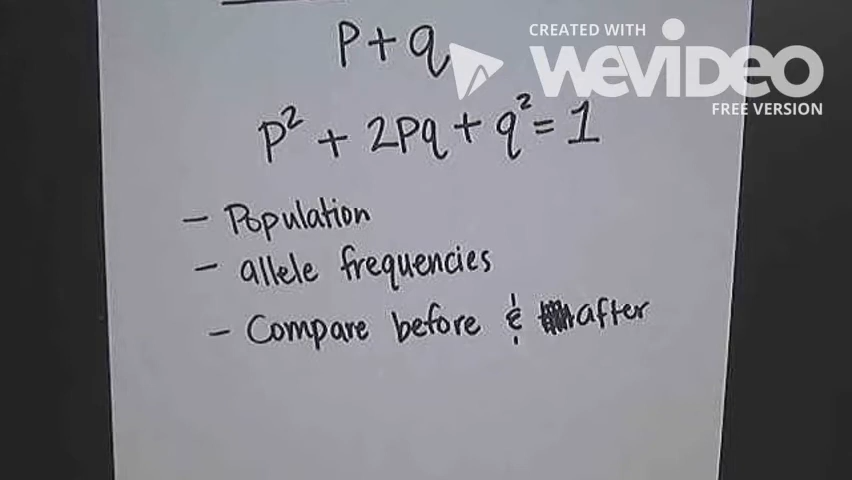 CREATED WITH
WEVIDEO
FREE VERSION
P + q
p² + 2pq + q² = 1
- Population
- allele frequencies
- Compare before & after